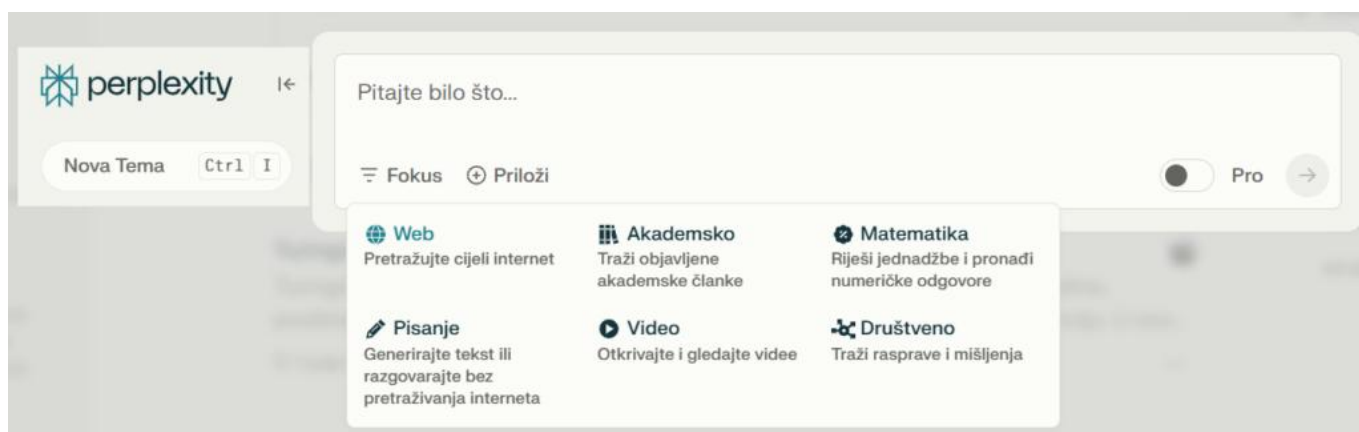 perplexity
Nova Tema Ctrl I
Pitajte bilo što...
Fokus Priloži
Pro
Web
Pretražujte cijeli internet
Akademsko
Traži objavljene
akademske članke
Matematika
Riješi jednadžbe i pronađi
numeričke odgovore
Pisanje
Generirajte tekst ili
razgovarajte bez
pretraživanja interneta
Video
Otkrivajte i gledajte videe
Društveno
Traži rasprave i mišljenja